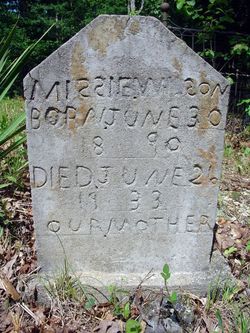 MISSIE WILSON
BORN.JUNE 30
18 90
DIED.JUNE 26
19 33
OUR MOTHER